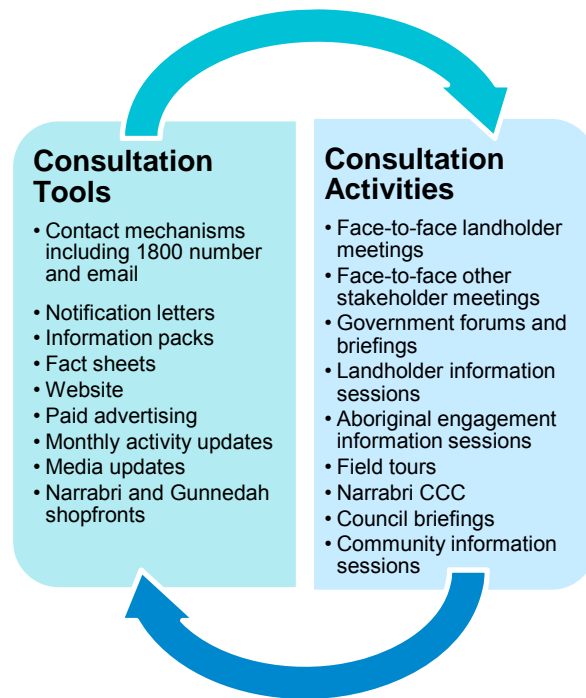 Consultation
Tools
• Contact mechanisms
including 1800 number
and email
• Notification letters
• Information packs
• Fact sheets
• Website
• Paid advertising
• Monthly activity updates
• Media updates
• Narrabri and Gunnedah
shopfronts
Consultation
Activities
• Face-to-face landholder
meetings
• Face-to-face other
stakeholder meetings
• Government forums and
briefings
• Landholder information
sessions
• Aboriginal engagement
information sessions
• Field tours
• Narrabri CCC
• Council briefings
• Community information
sessions